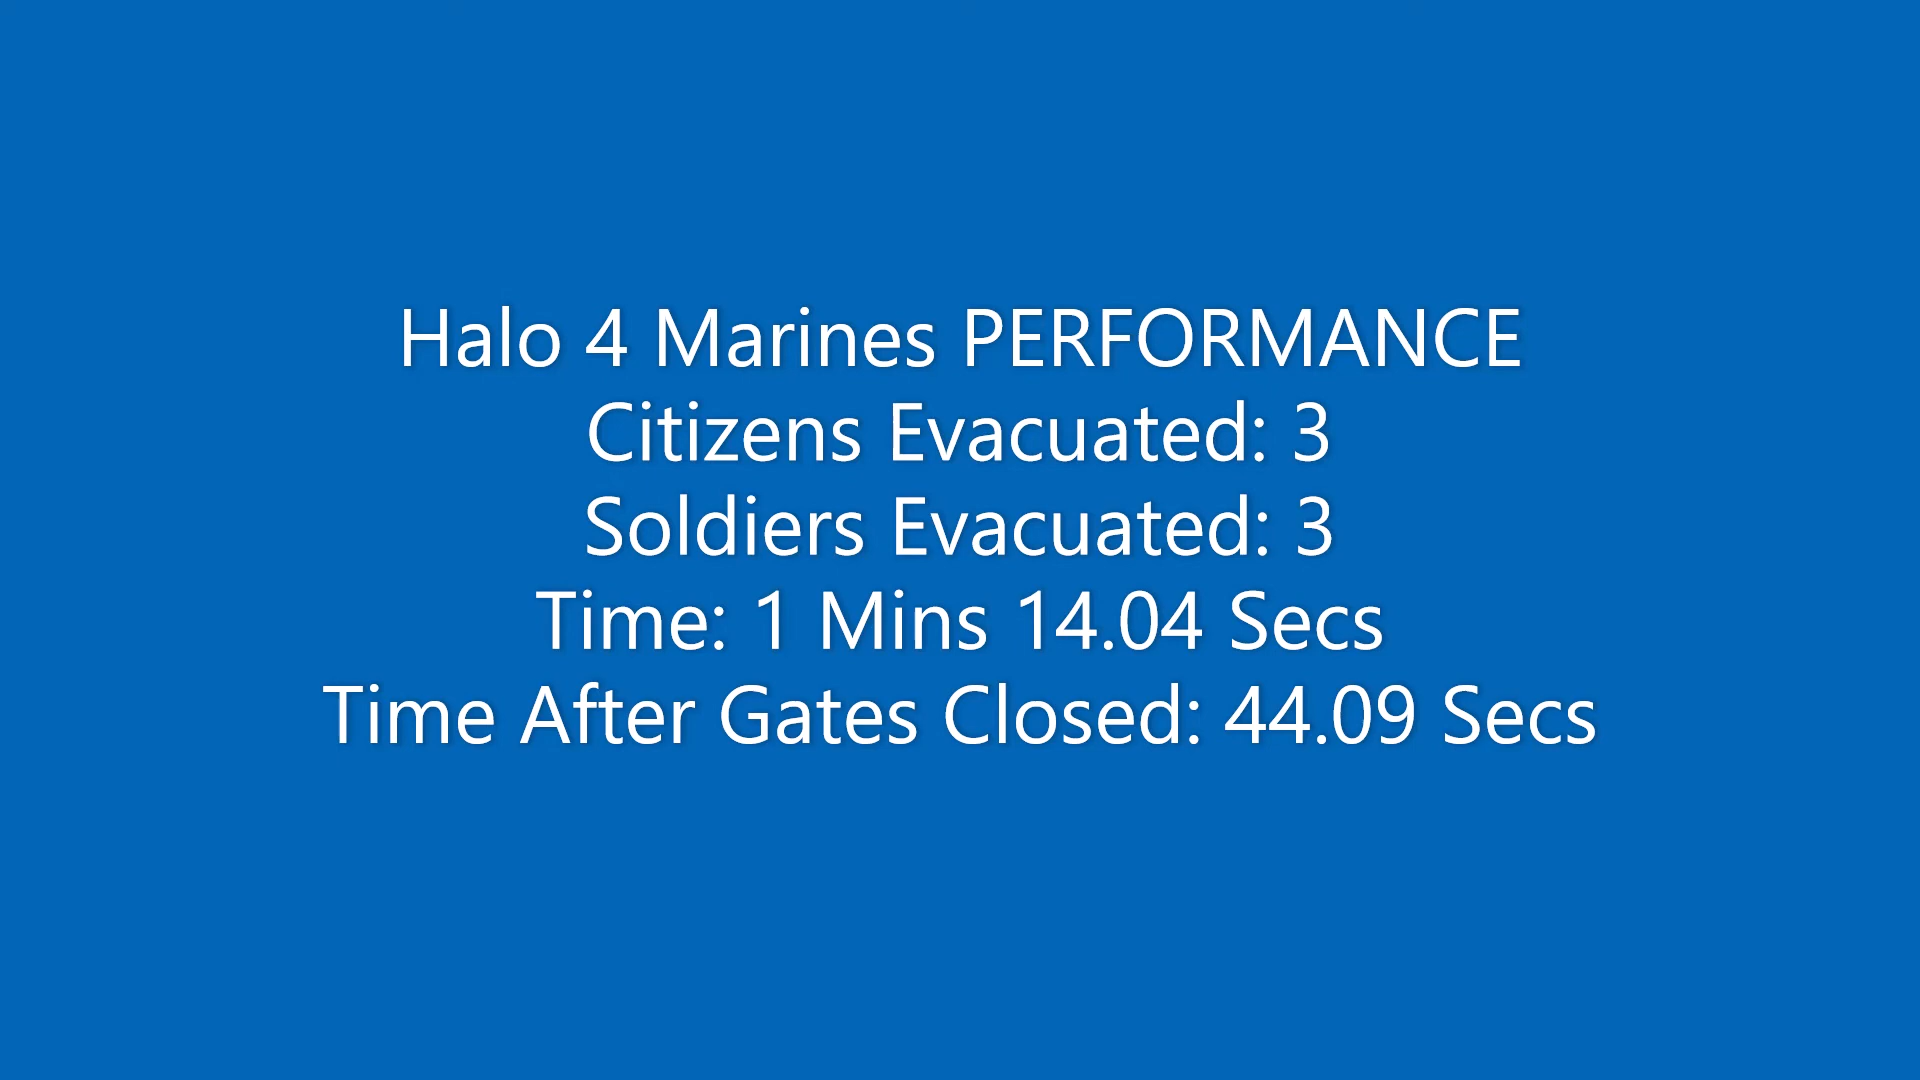 Halo 4 Marines PERFORMANCE
Citizens Evacuated: 3
Soldiers Evacuated: 3
Time: 1 Mins 14.04 Secs
Time After Gates Closed: 44.09 Secs